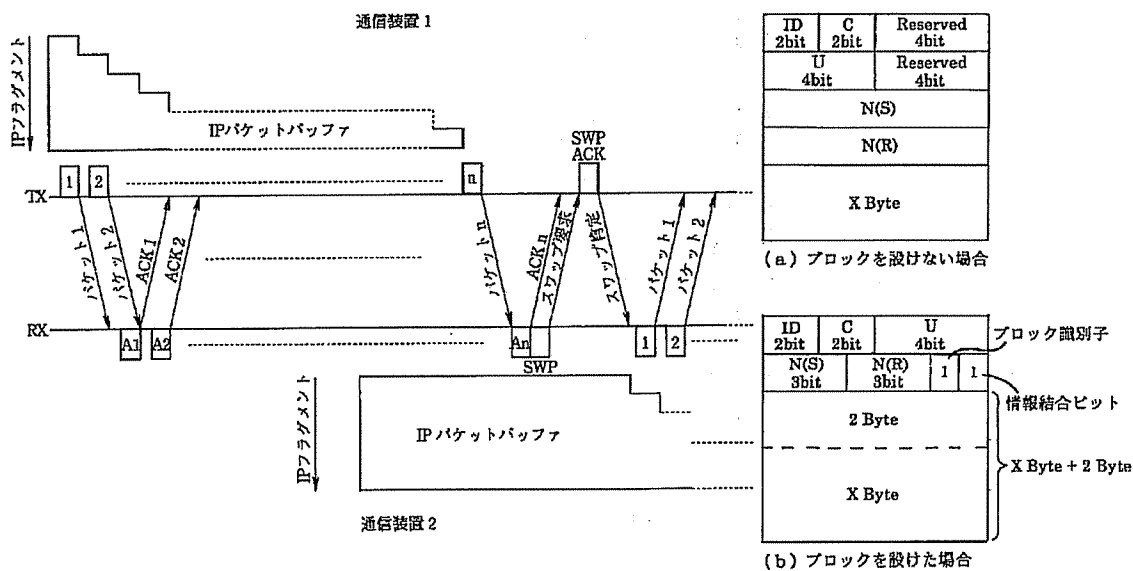 通信装置1
IPフラグメント
IPパケットバッファ
SWP
ACK
1
2
n
TX
パケット1
パケット2
ACK1
ACK2
パケットn
ACKn
スワップ要求
スワップ肯定
パケット1
パケット2
RX
A1
A2
An
SWP
1
2
IPフラグメント
IPパケットバッファ
通信装置2
ID
2bit
C
2bit
Reserved
4bit
U
4bit
Reserved
4bit
N(S)
N(R)
X Byte
(a) ブロックを設けない場合
ID
2bit
C
2bit
U
4bit
ブロック識別子
N(S)
3bit
N(R)
3bit
1
1
情報結合ビット
2 Byte
X Byte
X Byte + 2 Byte
(b) ブロックを設けた場合